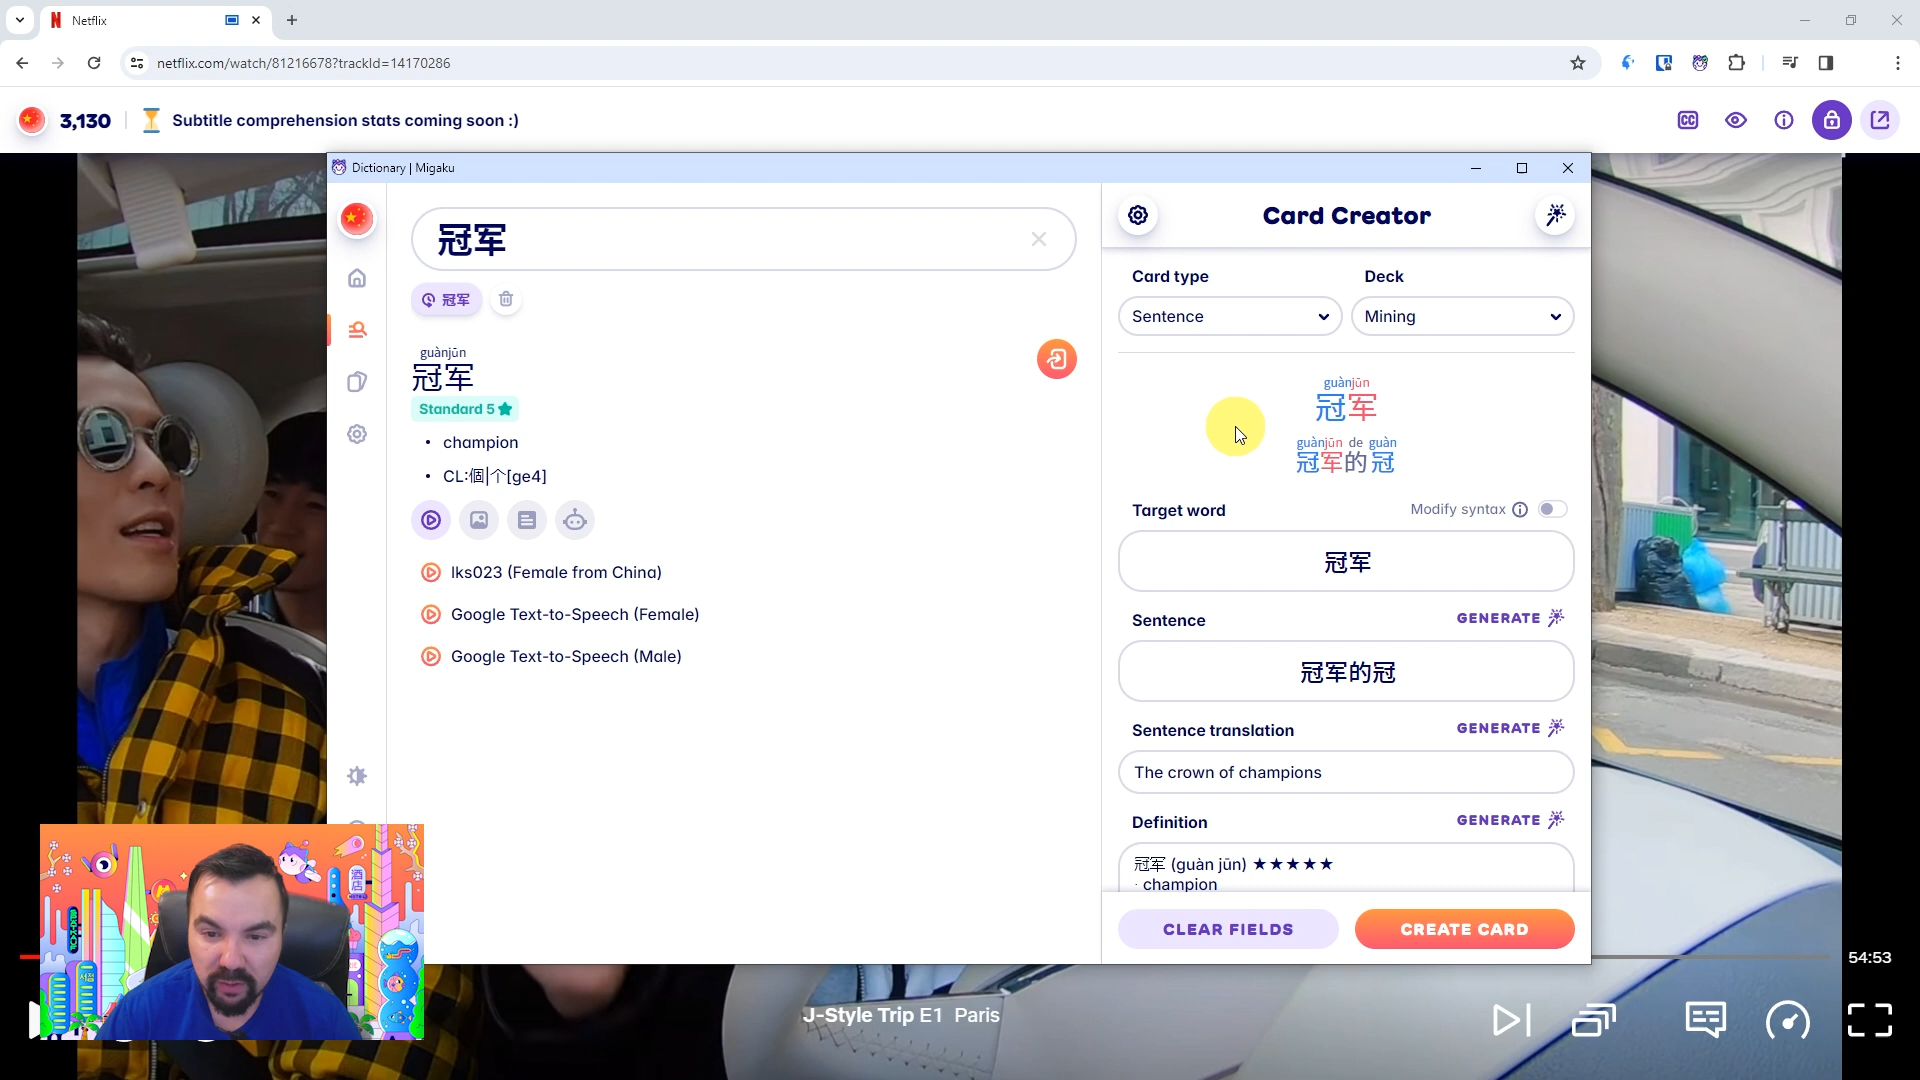 Netflix
netflix.com/watch/81216678?trackId=14170286
3,130
Subtitle comprehension stats coming soon :)
CC
Dictionary | Migaku
冠军
冠军
guànjūn
冠军
Standard 5
• champion
• CL:個|个[ge4]
lks023 (Female from China)
Google Text-to-Speech (Female)
Google Text-to-Speech (Male)
Card Creator
Card type
Deck
Sentence
Mining
guànjūn
冠军
guànjūn de guàn
冠军的 冠
Target word
Modify syntax
冠军
Sentence
GENERATE
冠军的冠
Sentence translation
GENERATE
The crown of champions
Definition
GENERATE
冠军 (guàn jūn) ★★★★★
· champion
CLEAR FIELDS
CREATE CARD
酒店
54:53
J-Style Trip E1 Paris